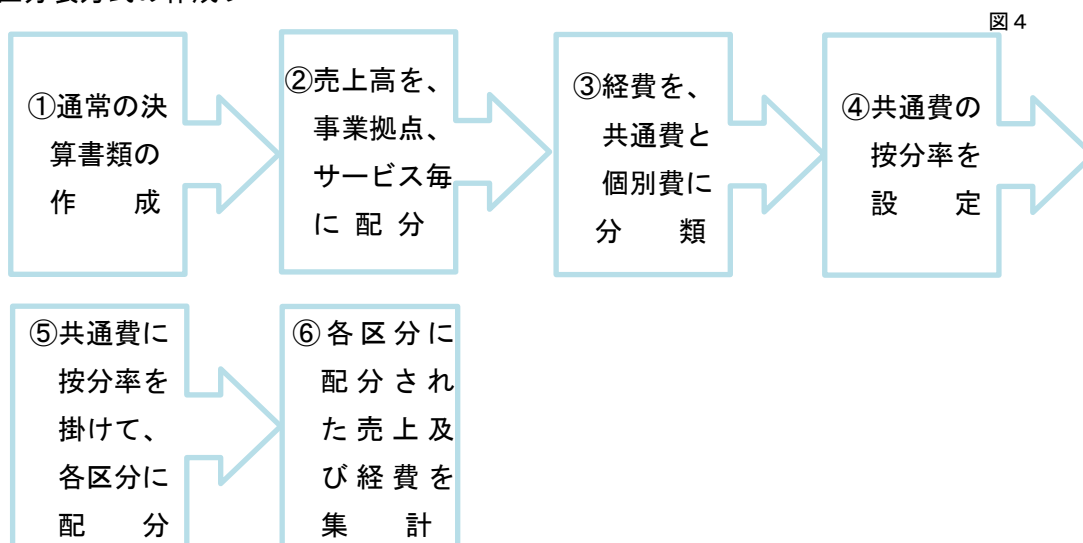 図４
①通常の決
算書類の
作成
②売上高を、
事業拠点、
サービス毎
に配分
③経費を、
共通費と
個別費に
分類
④共通費の
按分率を
設定
⑤共通費に
按分率を
掛けて、
各区分に
配分
⑥各区分に
配分され
た売上及
び経費を
集計